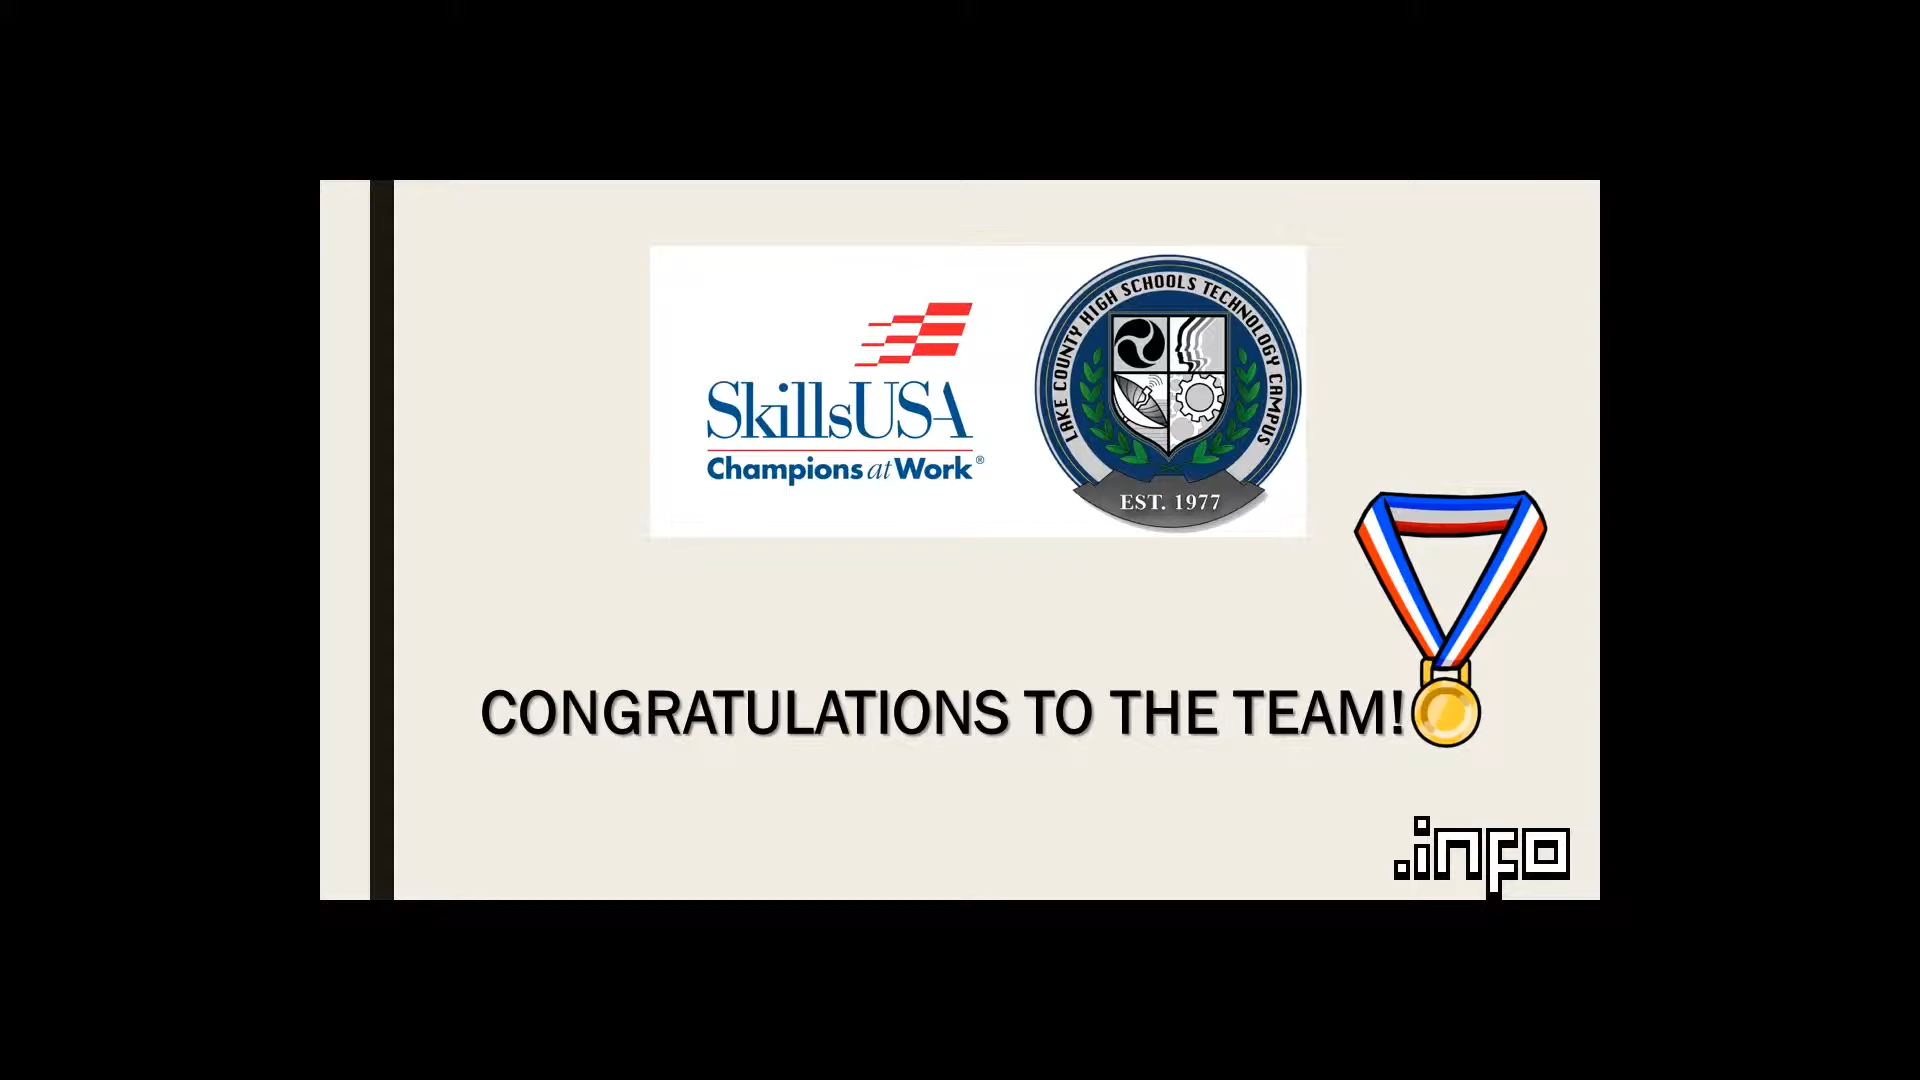 LAKE COUNTY HIGH SCHOOLS TECHNOLOGY CAMPUS
SkillsUSA
Champions at Work®
EST. 1977
CONGRATULATIONS TO THE TEAM!
.info